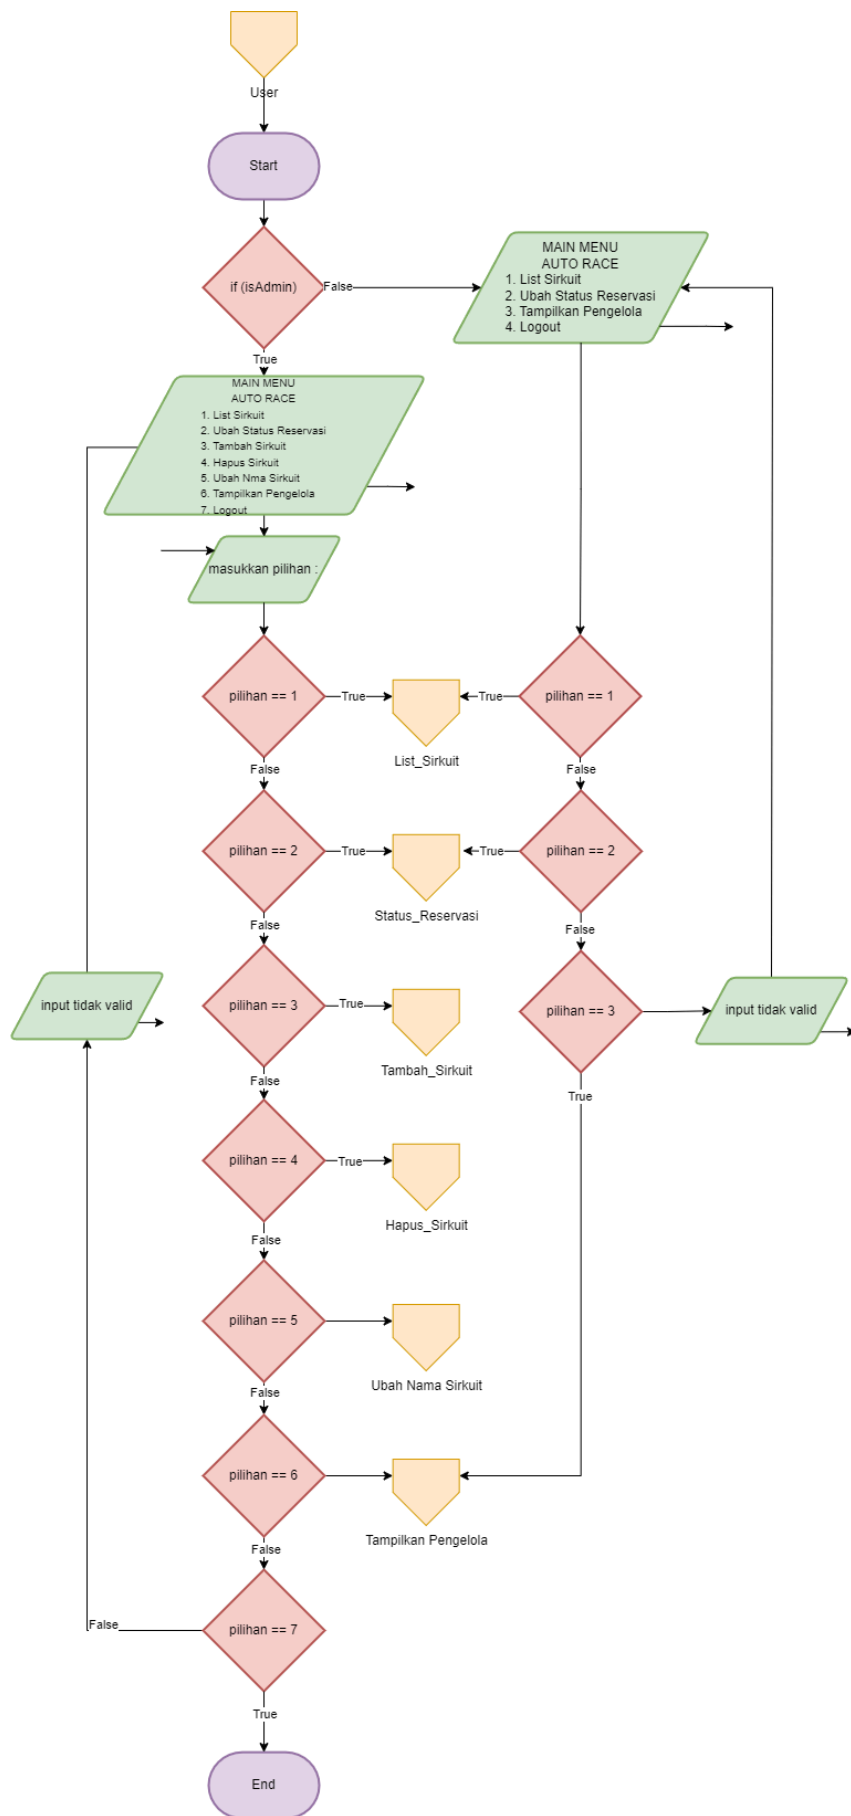 User
Start
if (isAdmin)
False
True
MAIN MENU
AUTO RACE
1. List Sirkuit
2. Ubah Status Reservasi
3. Tampilkan Pengelola
4. Logout
MAIN MENU
AUTO RACE
1. List Sirkuit
2. Ubah Status Reservasi
3. Tambah Sirkuit
4. Hapus Sirkuit
5. Ubah Nma Sirkuit
6. Tampilkan Pengelola
7. Logout
masukkan pilihan :
pilihan == 1
True
List_Sirkuit
True
pilihan == 1
False
False
pilihan == 2
True
Status_Reservasi
True
pilihan == 2
False
False
input tidak valid
pilihan == 3
True
Tambah_Sirkuit
pilihan == 3
input tidak valid
False
True
pilihan == 4
True
Hapus_Sirkuit
False
pilihan == 5
Ubah Nama Sirkuit
False
pilihan == 6
Tampilkan Pengelola
False
False
pilihan == 7
True
End